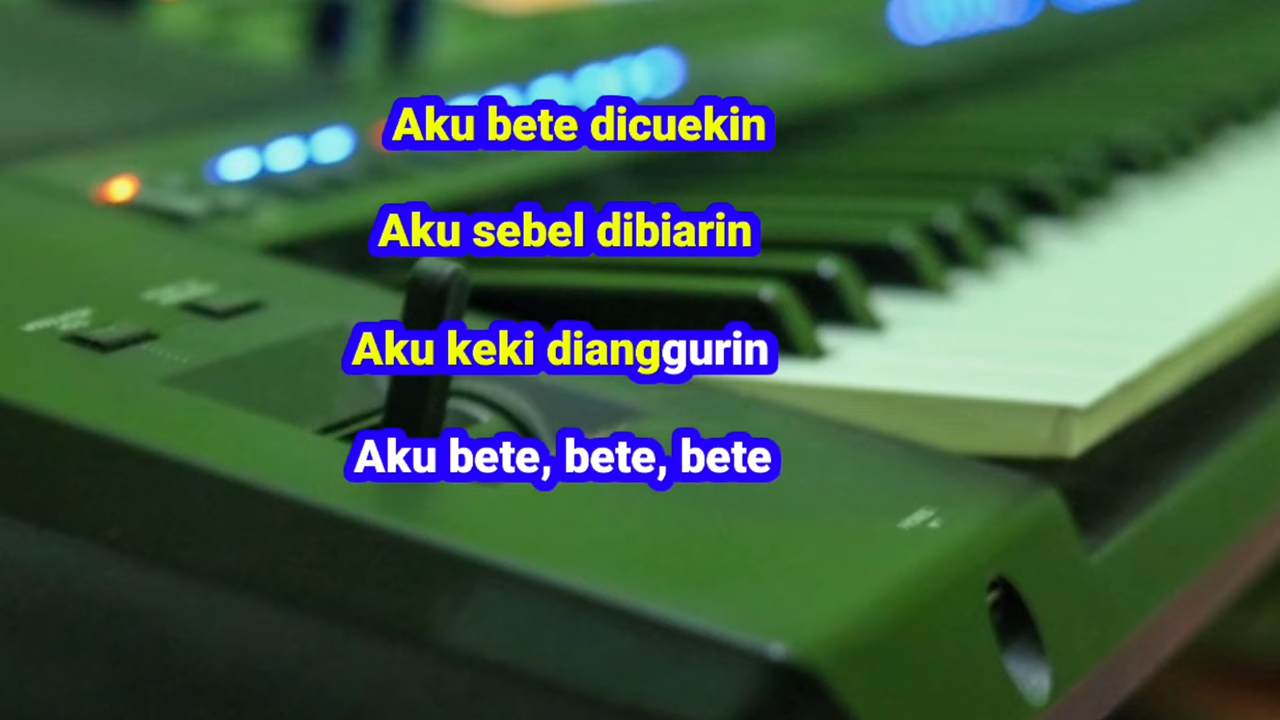 Aku bete dicuekin
Aku sebel dibiarin
Aku keki dianggurin
Aku bete, bete, bete